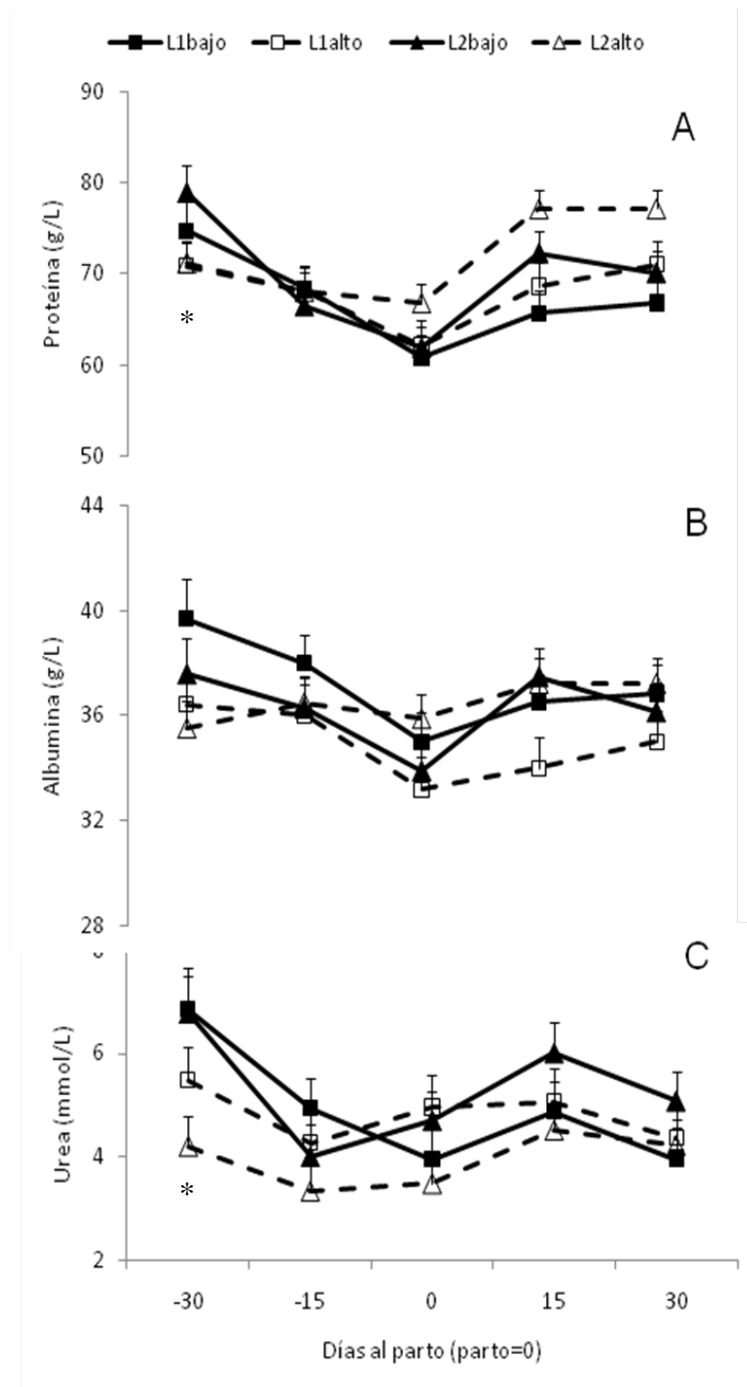 L1bajo L1alto L2bajo L2alto
A
90
80
70
60
50
Proteína (g/L)
*
B
44
40
36
32
28
Albumina (g/L)
C
6
4
2
Urea (mmol/L)
*
-30 -15 0 15 30
Días al parto (parto=0)